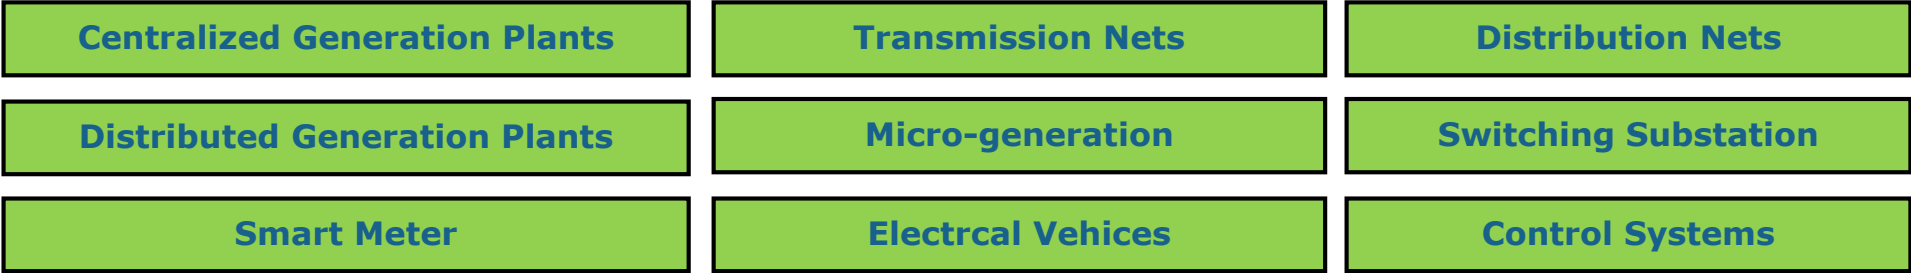 Centralized Generation Plants
Transmission Nets
Distribution Nets
Distributed Generation Plants
Micro-generation
Switching Substation
Smart Meter
Electrcal Vehices
Control Systems